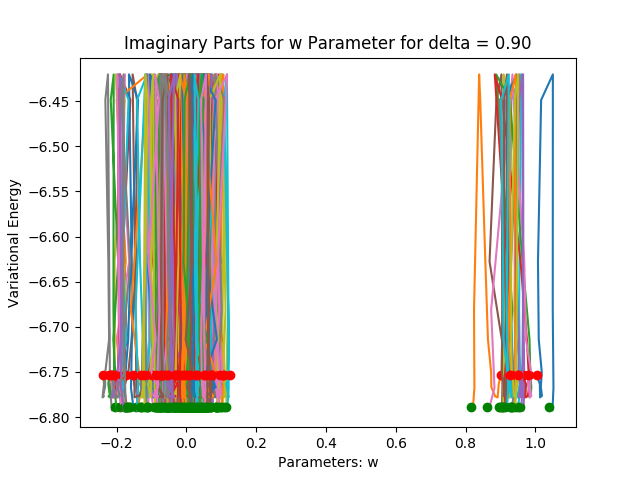 Imaginary Parts for w Parameter for delta = 0.90
Variational Energy
−6.45
−6.50
−6.55
−6.60
−6.65
−6.70
−6.75
−6.80
−0.2 0.0 0.2 0.4 0.6 0.8 1.0
Parameters: w